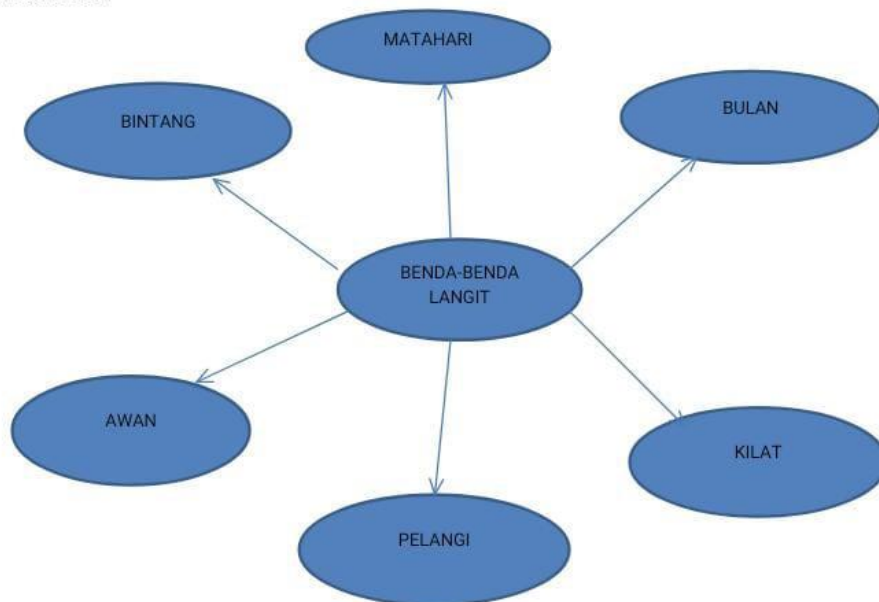 MATAHARI
BINTANG
BULAN
BENDA-BENDA
LANGIT
AWAN
KILAT
PELANGI